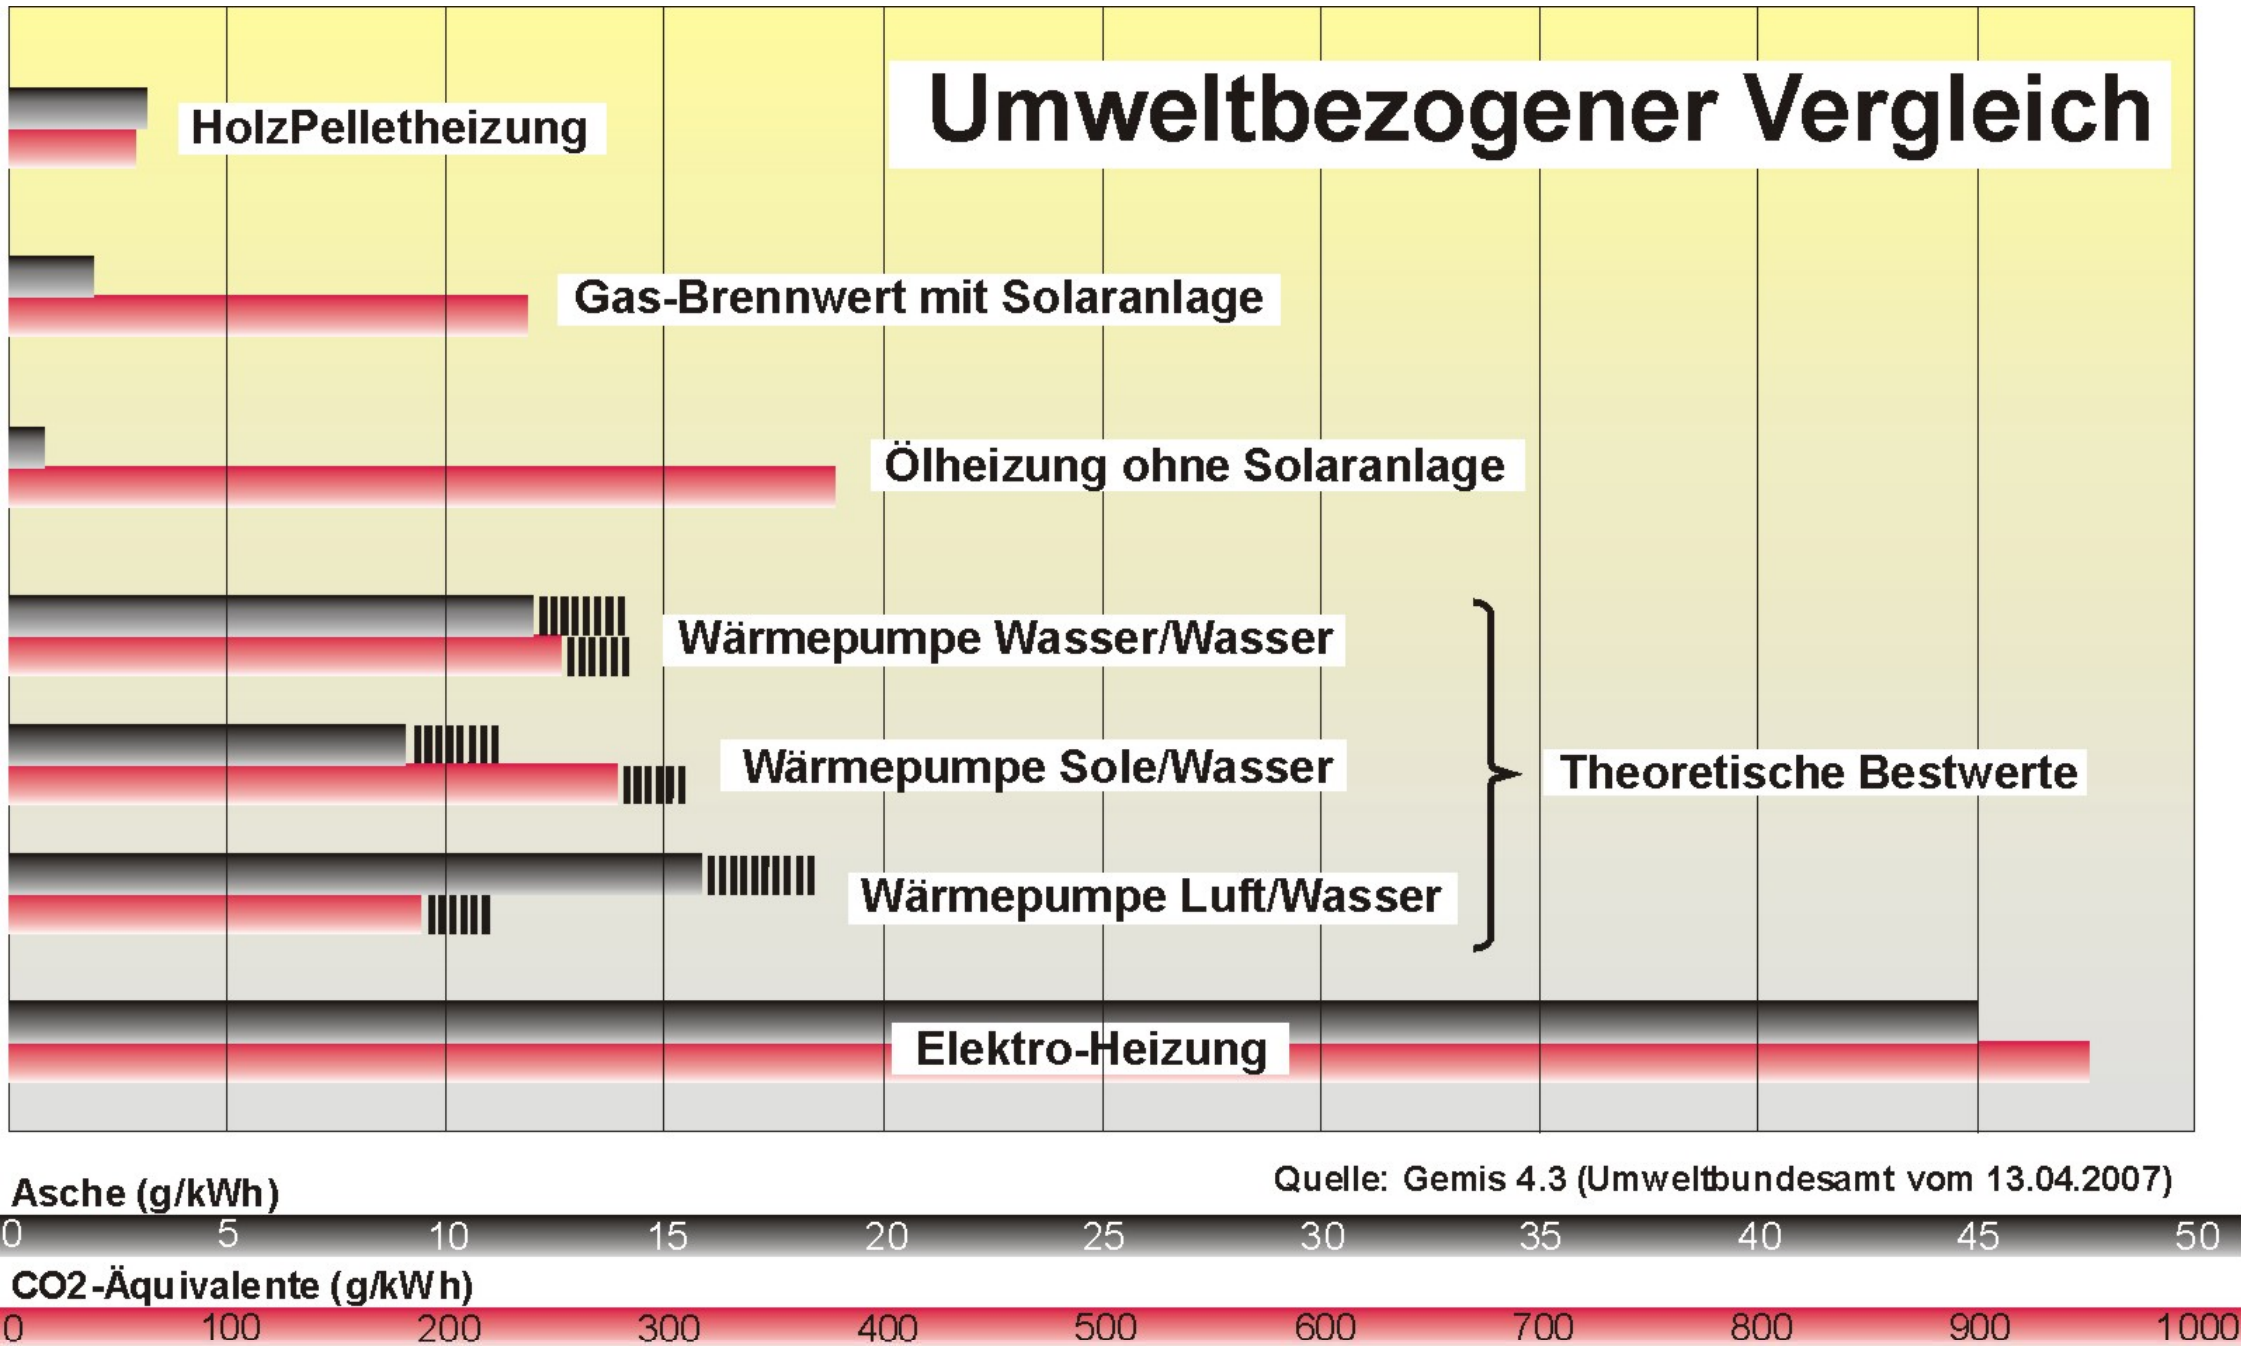 Umweltbezogener Vergleich
HolzPelletheizung
Gas-Brennwert mit Solaranlage
Ölheizung ohne Solaranlage
Wärmepumpe Wasser/Wasser
Wärmepumpe Sole/Wasser
Theoretische Bestwerte
Wärmepumpe Luft/Wasser
Elektro-Heizung
Quelle: Gemis 4.3 (Umweltbundesamt vom 13.04.2007)
Asche (g/kWh)
0 5 10 15 20 25 30 35 40 45 50
CO2-Äquivalente (g/kWh)
0 100 200 300 400 500 600 700 800 900 1000